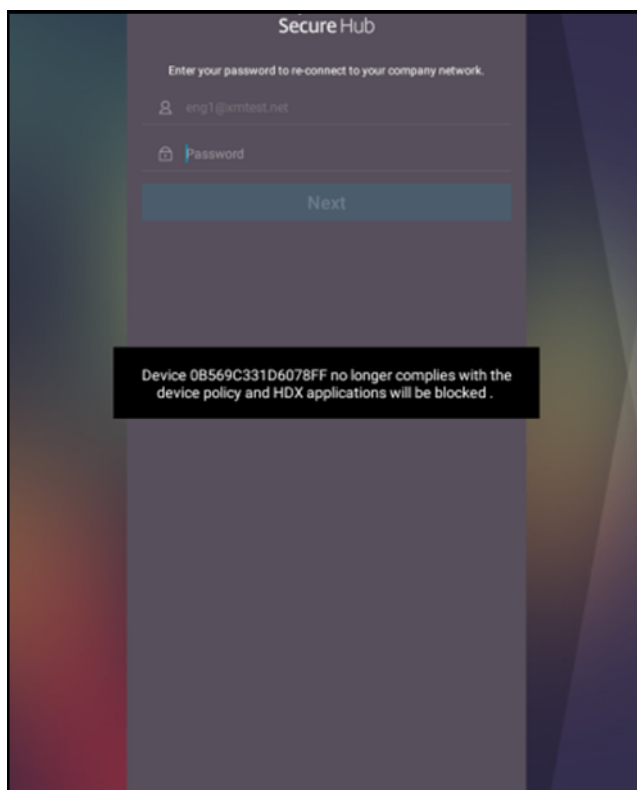 Secure Hub
Enter your password to re-connect to your company network.
eng1@xmtest.net
Password
Next
Device 0B569C331D6078FF no longer complies with the
device policy and HDX applications will be blocked .